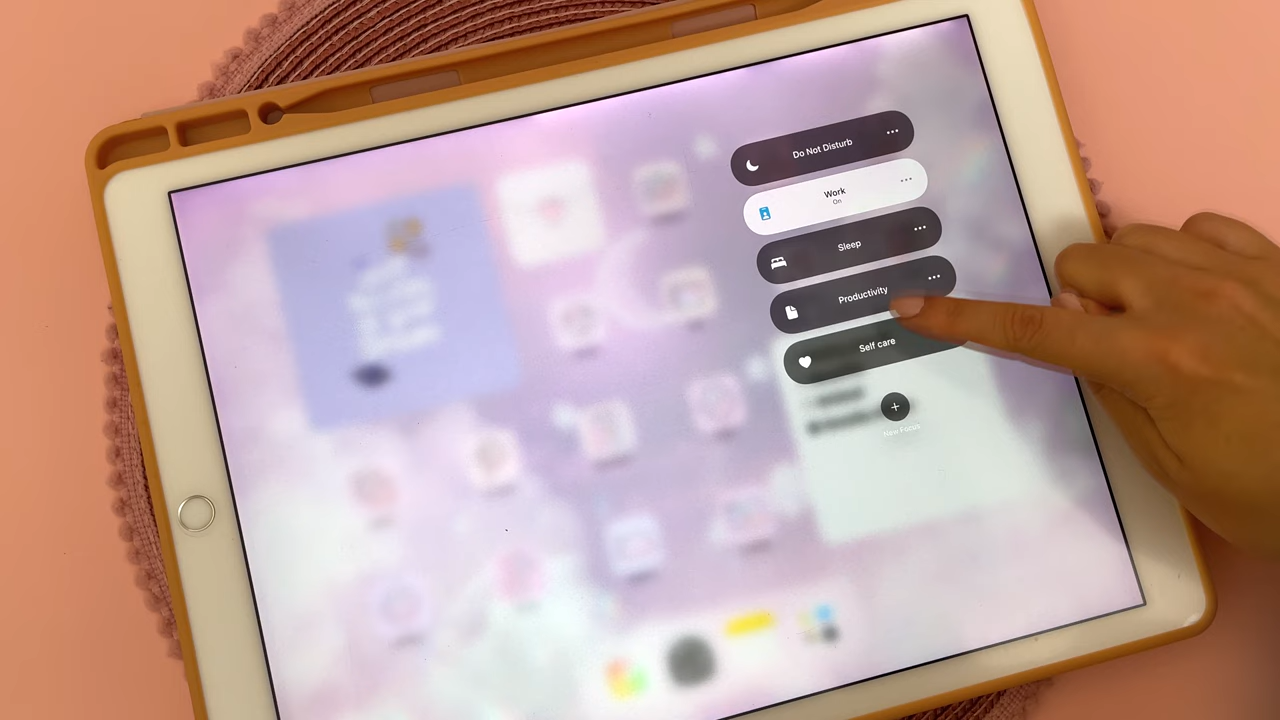 Do Not Disturb
Work
On
Sleep
Productivity
Self care
New Focus